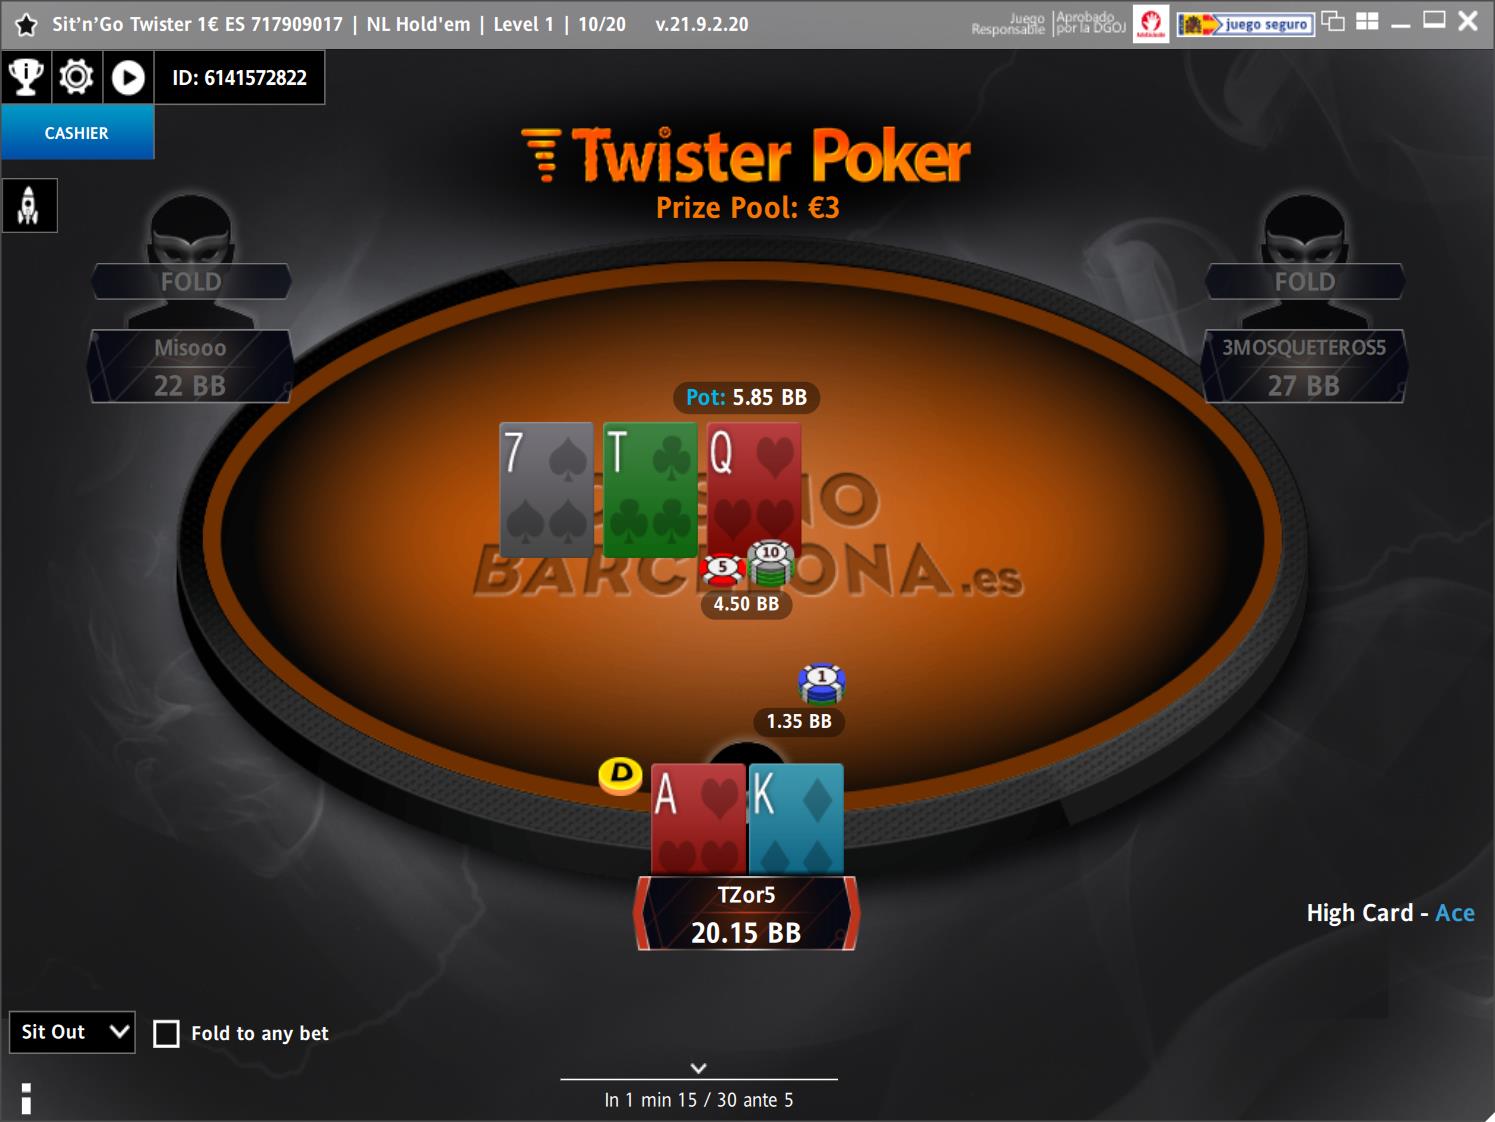 Sit'n'Go Twister 1€ ES 717909017 | NL Hold'em | Level 1 | 10/20 v.21.9.2.20
Juego Responsable
Aprobado por la DGOJ
juego seguro
ID: 6141572822
CASHIER
Twister Poker
Prize Pool: €3
FOLD
Misooo
22 BB
FOLD
3MOSQUETEROS5
27 BB
Pot: 5.85 BB
7 T Q
BARCELONA.es
5 10
4.50 BB
1
1.35 BB
D
A K
TZor5
20.15 BB
High Card - Ace
Sit Out
Fold to any bet
In 1 min 15 / 30 ante 5